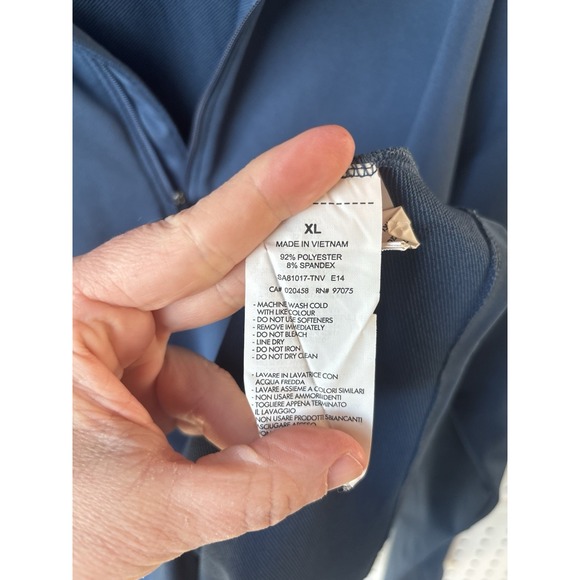 XL
MADE IN VIETNAM
92% POLYESTER
8% SPANDEX
SA81017-TNV E14
CA# 020458 RN# 97075
- MACHINE WASH COLD
WITH LIKE COLOUR
- DO NOT USE SOFTENERS
- REMOVE IMMEDIATELY
- DO NOT BLEACH
- LINE DRY
- DO NOT IRON
- DO NOT DRY CLEAN
- LAVARE IN LAVATRICE CON
ACQUA FREDDA
- LAVARE ASSIEME A COLORI SIMILARI
- NON USARE AMMORBIDENTI
- TOGLIERE APPENA TERMINATO
IL LAVAGGIO
- NON USARE PRODOTTI SBIANCANTI